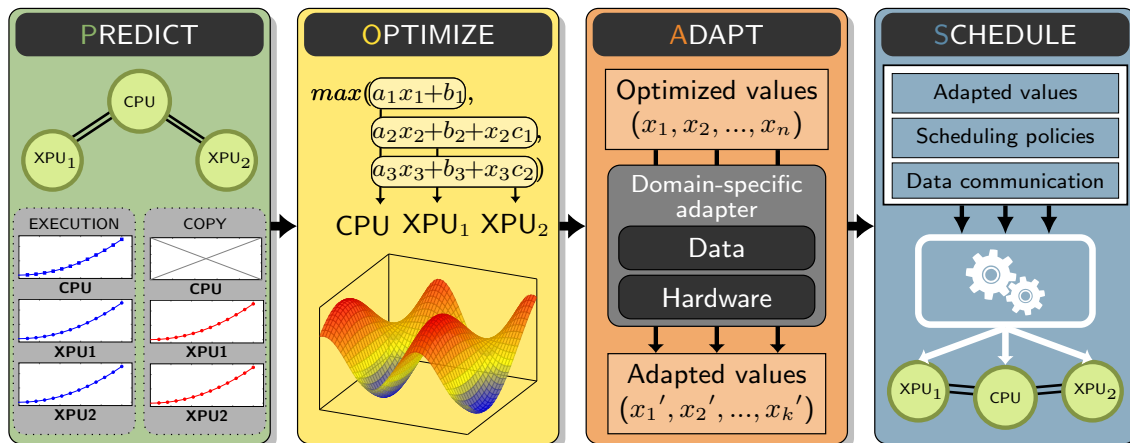 PREDICT
CPU
XPU₁
XPU₂
EXECUTION
COPY
CPU
CPU
XPU1
XPU1
XPU2
XPU2
OPTIMIZE
max(a₁x₁+b₁,
a₂x₂+b₂+x₂c₁,
a₃x₃+b₃+x₃c₂)
CPU XPU₁ XPU₂
ADAPT
Optimized values
(x₁, x₂, ..., xₙ)
Domain-specific
adapter
Data
Hardware
Adapted values
(x₁′, x₂′, ..., xₖ′)
SCHEDULE
Adapted values
Scheduling policies
Data communication
XPU₁
CPU
XPU₂